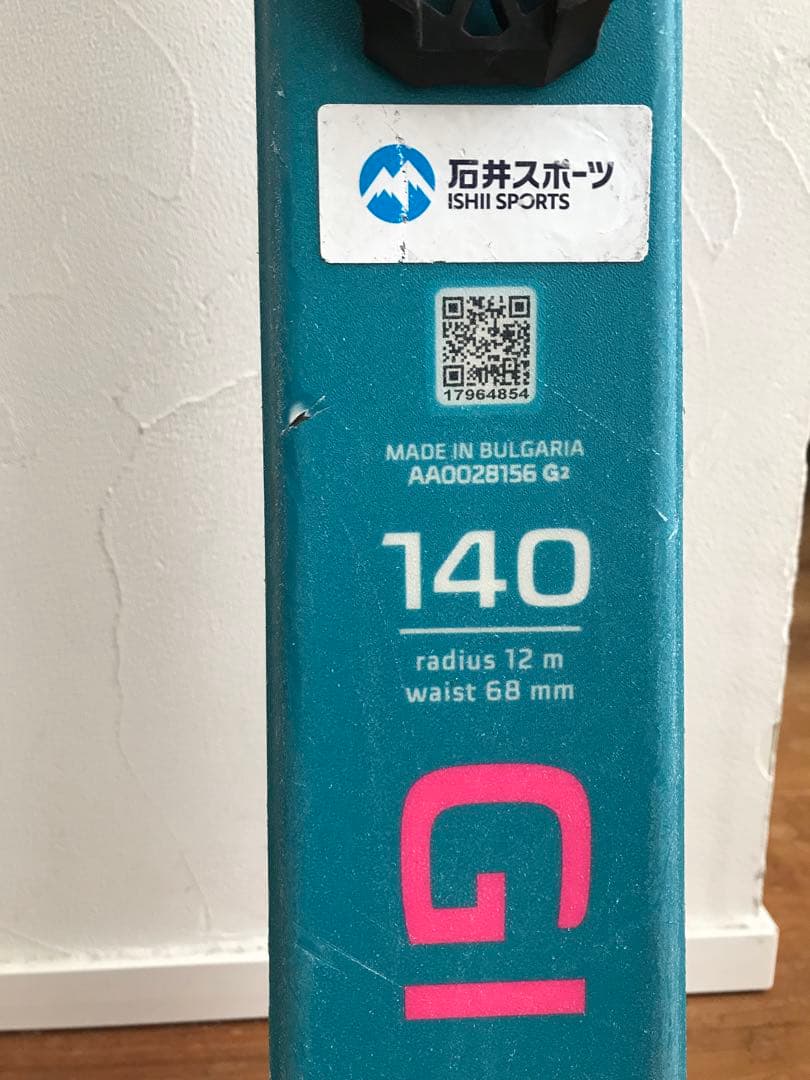 石井スポーツ
ISHII SPORTS
17964854
MADE IN BULGARIA
AA0028156 G2
140
radius 12 m
waist 68 mm
GI